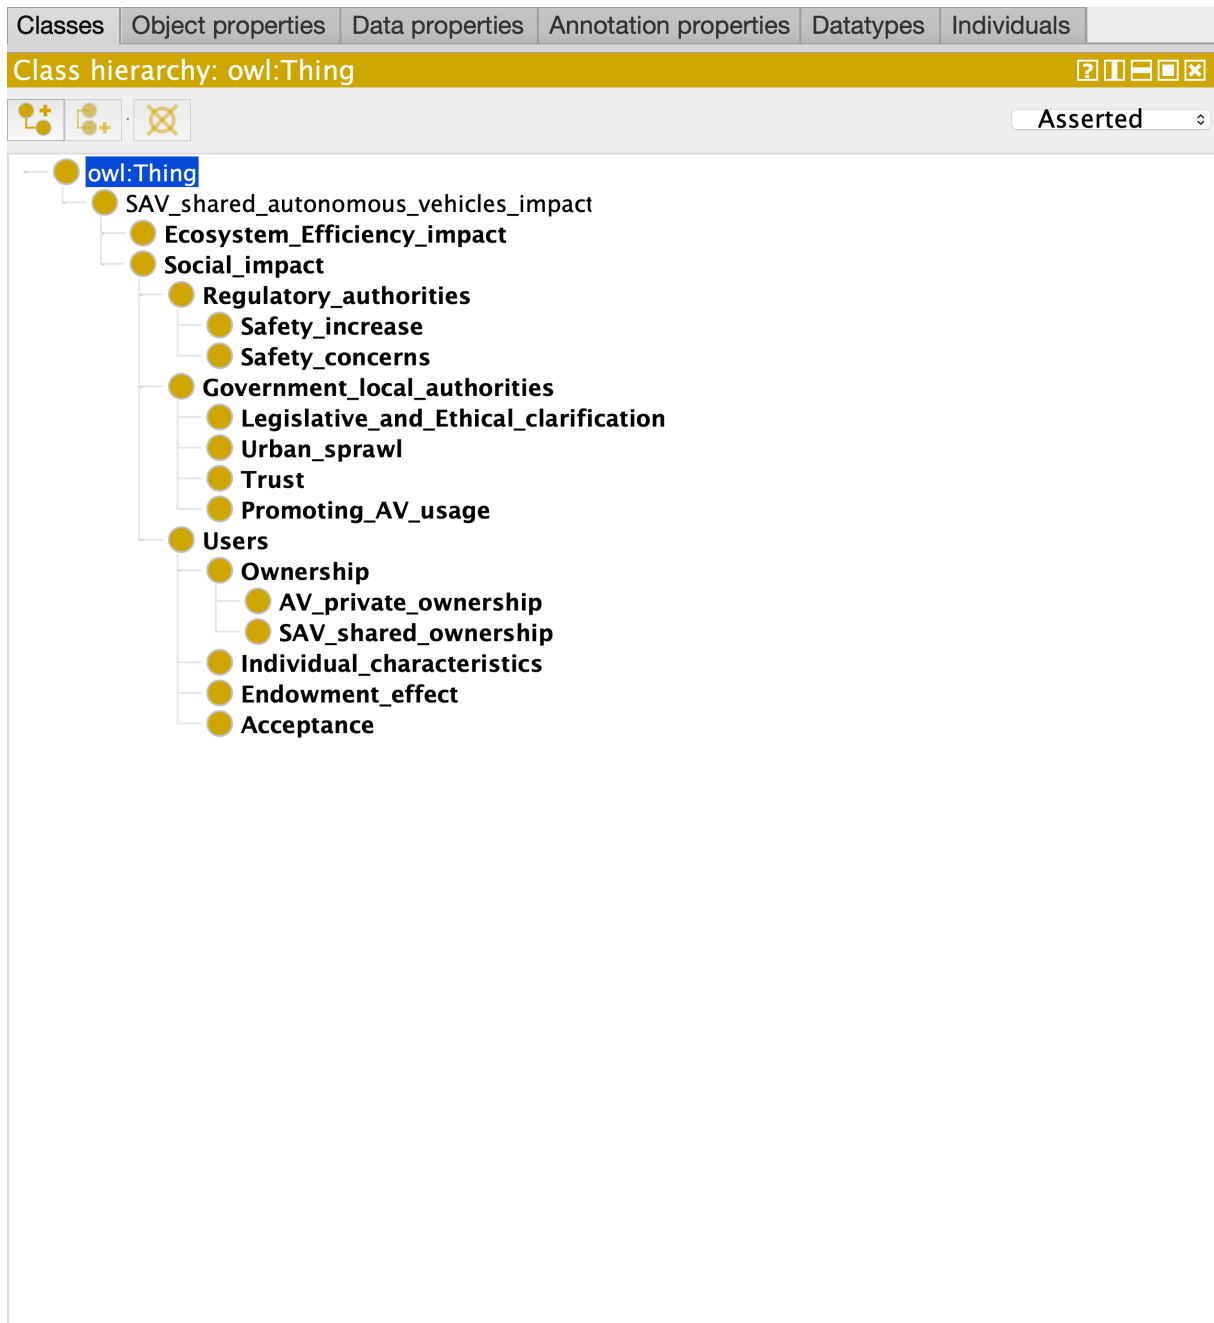 Classes Object properties Data properties Annotation properties Datatypes Individuals
Class hierarchy: owl:Thing
Asserted
owl:Thing
SAV_shared_autonomous_vehicles_impact
Ecosystem_Efficiency_impact
Social_impact
Regulatory_authorities
Safety_increase
Safety_concerns
Government_local_authorities
Legislative_and_Ethical_clarification
Urban_sprawl
Trust
Promoting_AV_usage
Users
Ownership
AV_private_ownership
SAV_shared_ownership
Individual_characteristics
Endowment_effect
Acceptance